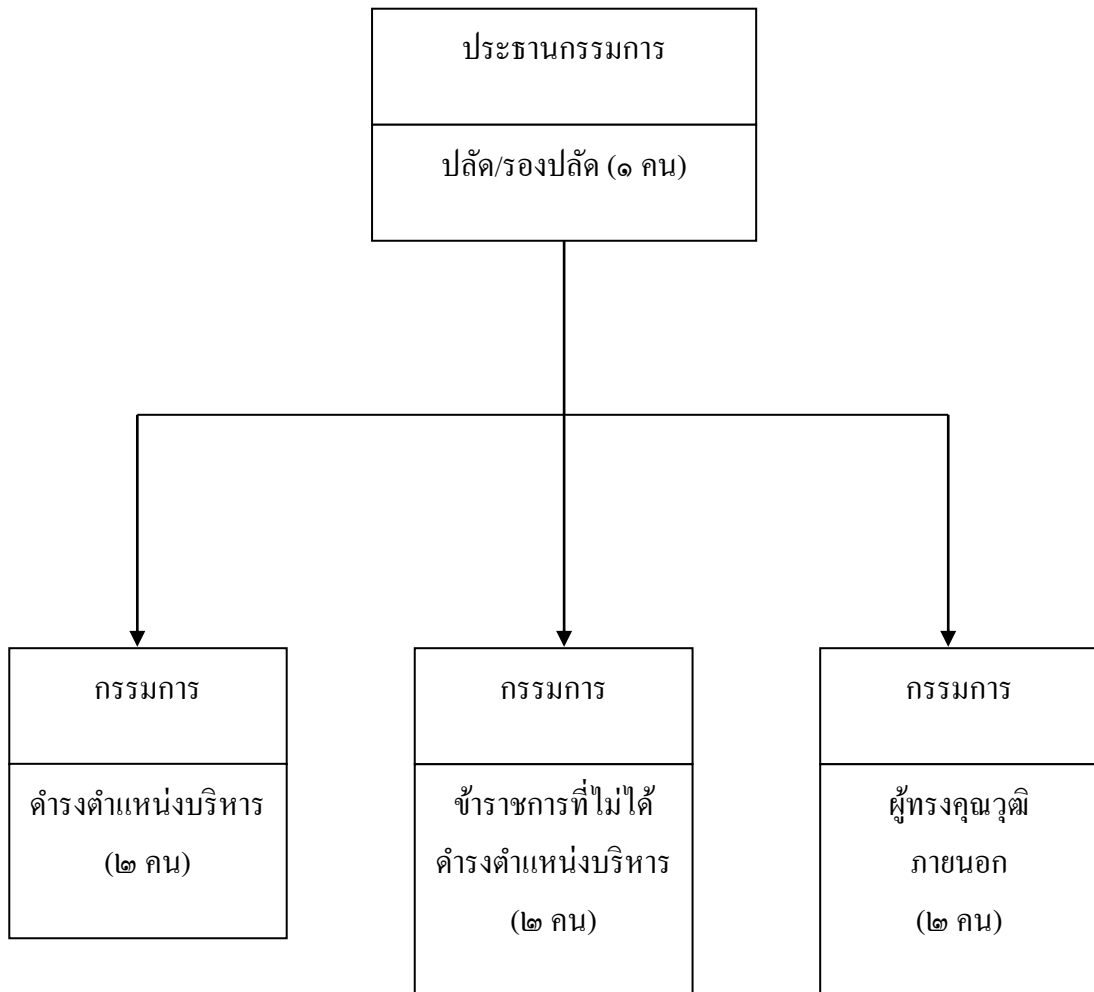 ประธานกรรมการ
ปลัด/รองปลัด (๑ คน)
กรรมการ
ดำรงตำแหน่งบริหาร
(๒ คน)
กรรมการ
ข้าราชการที่ไม่ได้
ดำรงตำแหน่งบริหาร
(๒ คน)
กรรมการ
ผู้ทรงคุณวุฒิ
ภายนอก
(๒ คน)